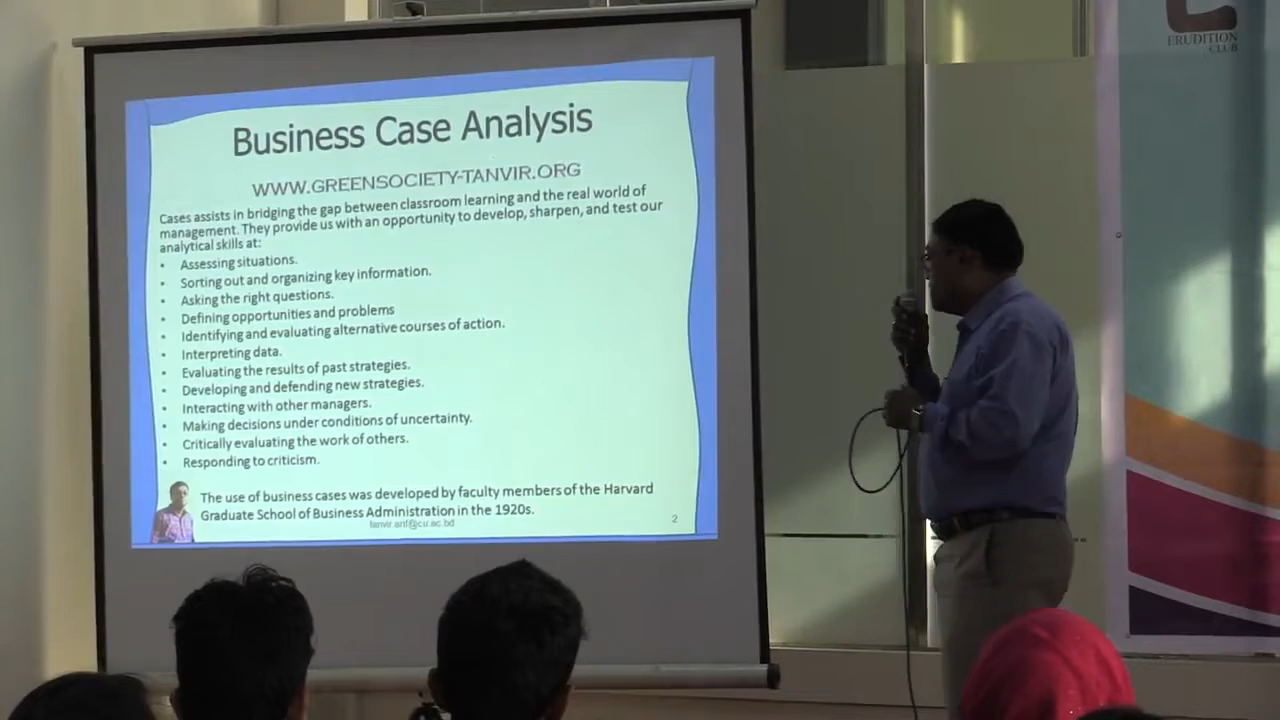 Business Case Analysis
WWW.GREENSOCIETY-TANVIR.ORG
Cases assists in bridging the gap between classroom learning and the real world of
management. They provide us with an opportunity to develop, sharpen, and test our
analytical skills at:
• Assessing situations.
• Sorting out and organizing key information.
• Asking the right questions.
• Defining opportunities and problems
• Identifying and evaluating alternative courses of action.
• Interpreting data.
• Evaluating the results of past strategies.
• Developing and defending new strategies.
• Interacting with other managers.
• Making decisions under conditions of uncertainty.
• Critically evaluating the work of others.
• Responding to criticism.
The use of business cases was developed by faculty members of the Harvard
Graduate School of Business Administration in the 1920s.
tanvir.arif@cu.ac.bd
2
ERUDITION
CLUB